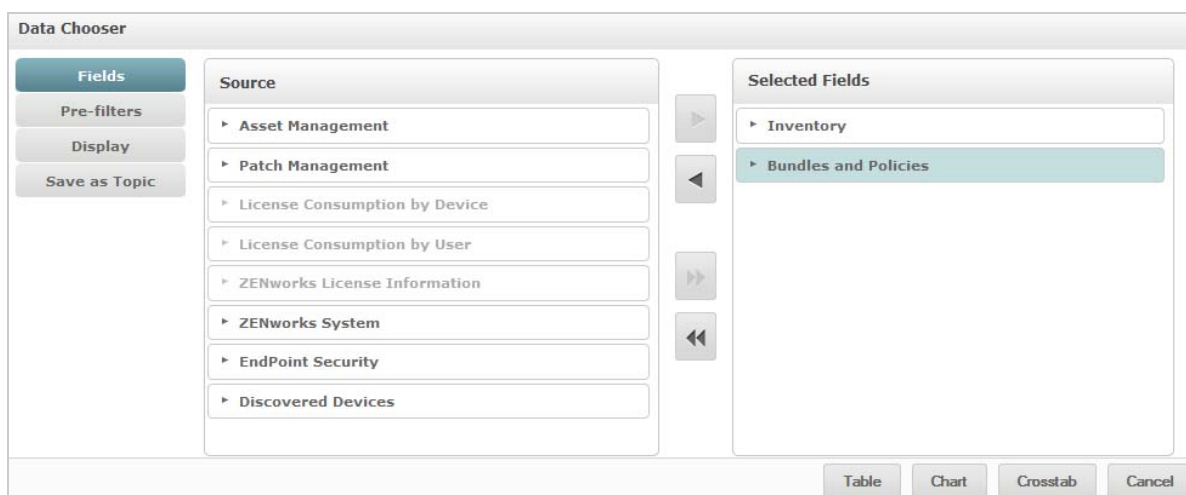 Data Chooser
Fields
Pre-filters
Display
Save as Topic
Source
Asset Management
Patch Management
License Consumption by Device
License Consumption by User
ZENworks License Information
ZENworks System
EndPoint Security
Discovered Devices
Selected Fields
Inventory
Bundles and Policies
Table
Chart
Crosstab
Cancel